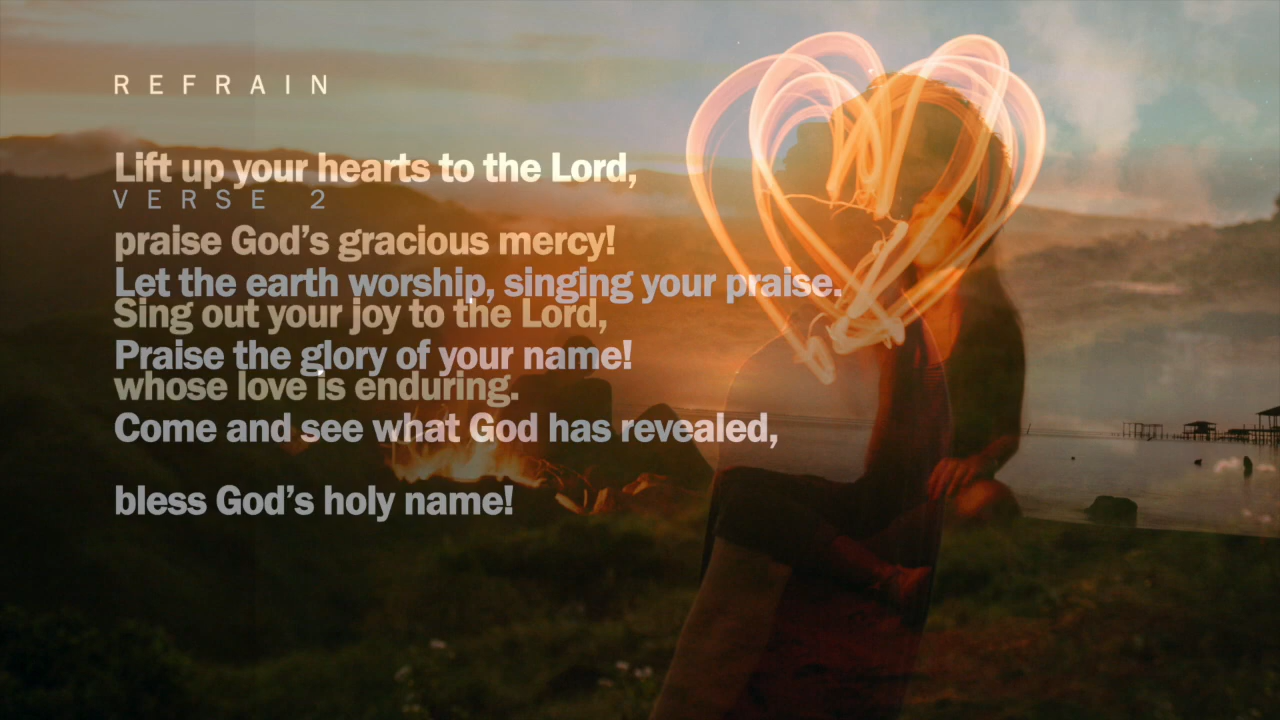 REFRAIN
Lift up your hearts to the Lord,
praise God’s gracious mercy!
Sing out your joy to the Lord,
whose love is enduring.
VERSE 2
Let the earth worship, singing your praise.
Praise the glory of your name!
Come and see what God has revealed,
bless God’s holy name!